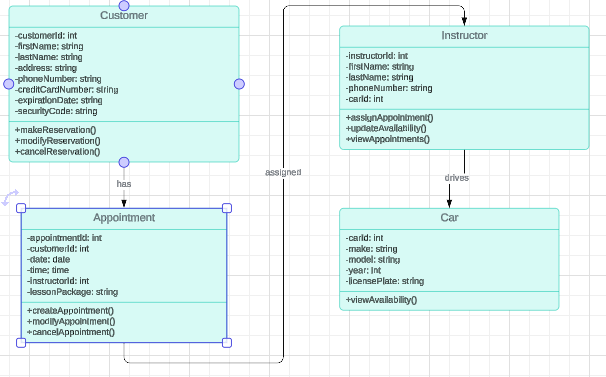 Customer
-customerId: int
-firstName: string
-lastName: string
-address: string
-phoneNumber: string
-creditCardNumber: string
-expirationDate: string
-securityCode: string
+makeReservation()
+modifyReservation()
+cancelReservation()
has
Appointment
-appointmentId: int
-customerId: int
-date: date
-time: time
-instructorId: int
-lessonPackage: string
+createAppointment()
+modifyAppointment()
+cancelAppointment()
assigned
Instructor
-instructorId: int
-firstName: string
-lastName: string
-phoneNumber: string
-carId: int
+assignAppointment()
+updateAvailability()
+viewAppointments()
drives
Car
-carId: int
-make: string
-model: string
-year: int
-licensePlate: string
+viewAvailability()